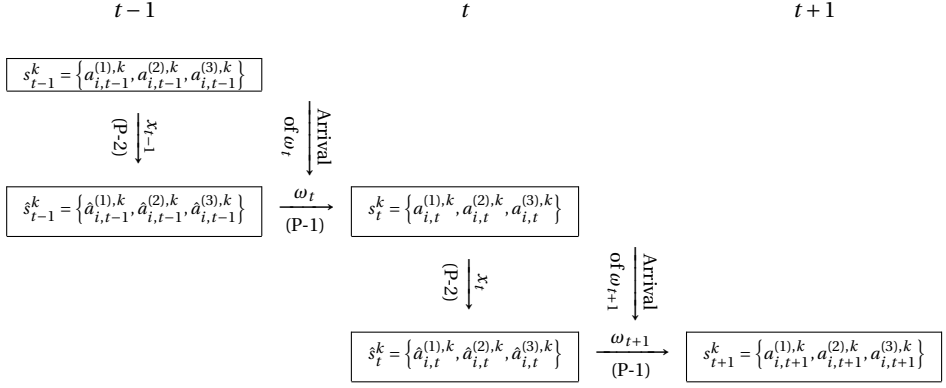 t − 1 t t + 1
s^k_{t−1} = {a^{(1),k}_{i,t−1}, a^{(2),k}_{i,t−1}, a^{(3),k}_{i,t−1}}
x_{t−1}
(P-2)
Arrival
of ω_t
ŝ^k_{t−1} = {â^{(1),k}_{i,t−1}, â^{(2),k}_{i,t−1}, â^{(3),k}_{i,t−1}}
ω_t
(P-1)
s^k_t = {a^{(1),k}_{i,t}, a^{(2),k}_{i,t}, a^{(3),k}_{i,t}}
x_t
(P-2)
Arrival
of ω_{t+1}
ŝ^k_t = {â^{(1),k}_{i,t}, â^{(2),k}_{i,t}, â^{(3),k}_{i,t}}
ω_{t+1}
(P-1)
s^k_{t+1} = {a^{(1),k}_{i,t+1}, a^{(2),k}_{i,t+1}, a^{(3),k}_{i,t+1}}